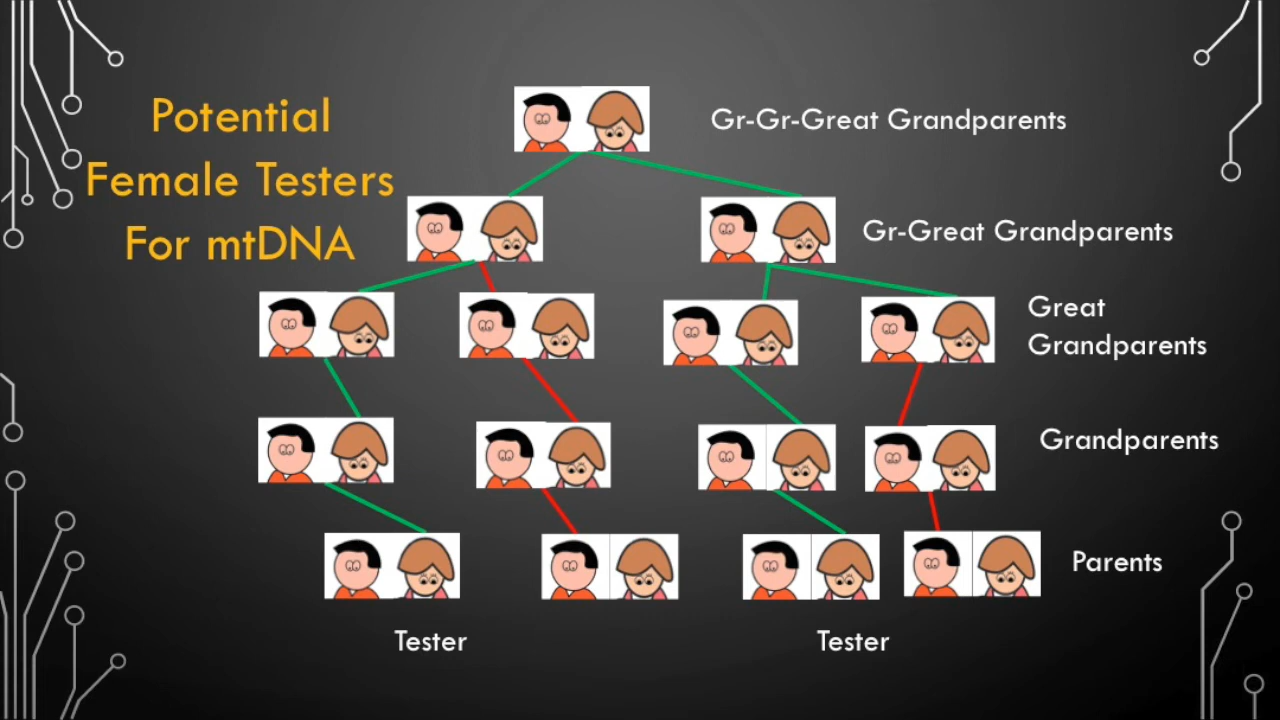 Potential
Female Testers
For mtDNA
Gr-Gr-Great Grandparents
Gr-Great Grandparents
Great
Grandparents
Grandparents
Parents
Tester
Tester